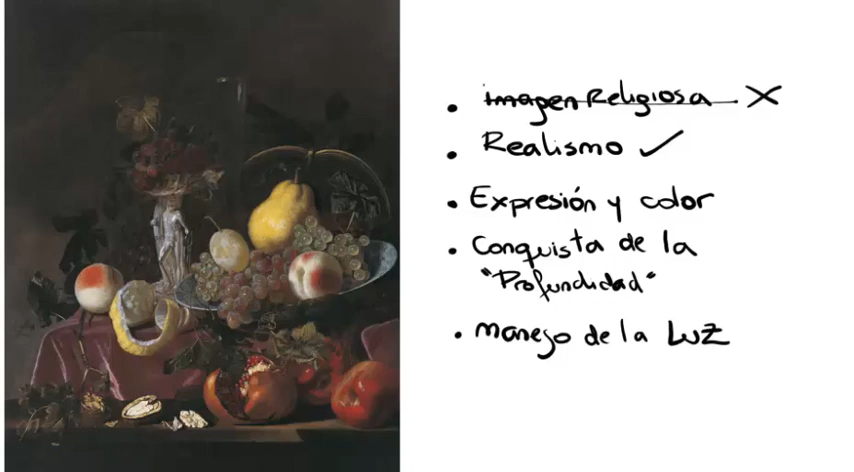 • imagen Religiosa X
• Realismo ✓
• Expresión y color
• Conquista de la
"Profundidad"
• manejo de la LUZ